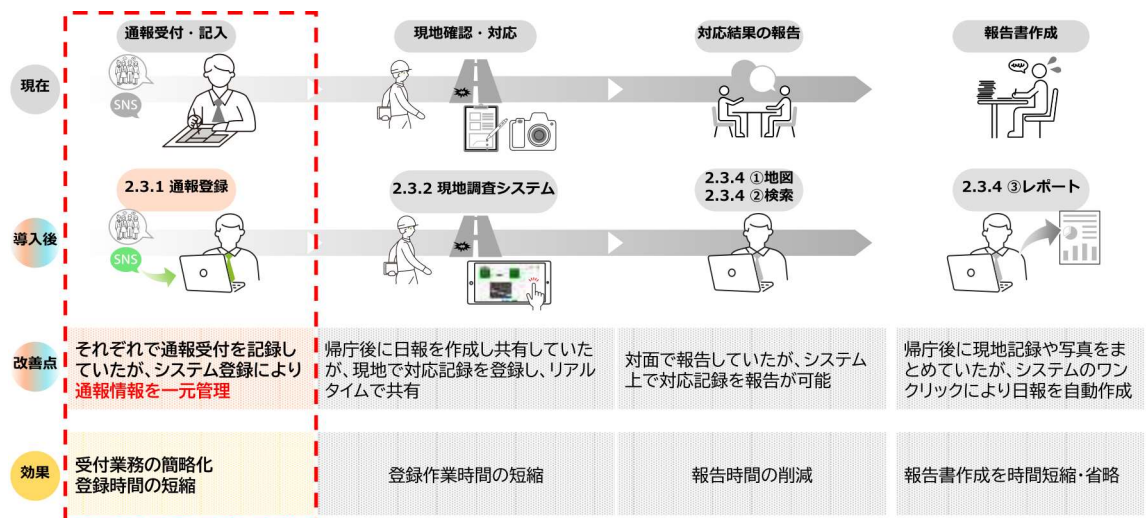 通報受付・記入
現地確認・対応
対応結果の報告
報告書作成
現在
SNS
2.3.1 通報登録
2.3.2 現地調査システム
2.3.4 ①地図
2.3.4 ②検索
2.3.4 ③レポート
導入後
SNS
改善点
それぞれで通報受付を記録し
ていたが、システム登録により
通報情報を一元管理
帰庁後に日報を作成し共有していた
が、現地で対応記録を登録し、リアル
タイムで共有
対面で報告していたが、システム
上で対応記録を報告が可能
帰庁後に現地記録や写真をま
とめていたが、システムのワン
クリックにより日報を自動作成
効果
受付業務の簡略化
登録時間の短縮
登録作業時間の短縮
報告時間の削減
報告書作成を時間短縮・省略